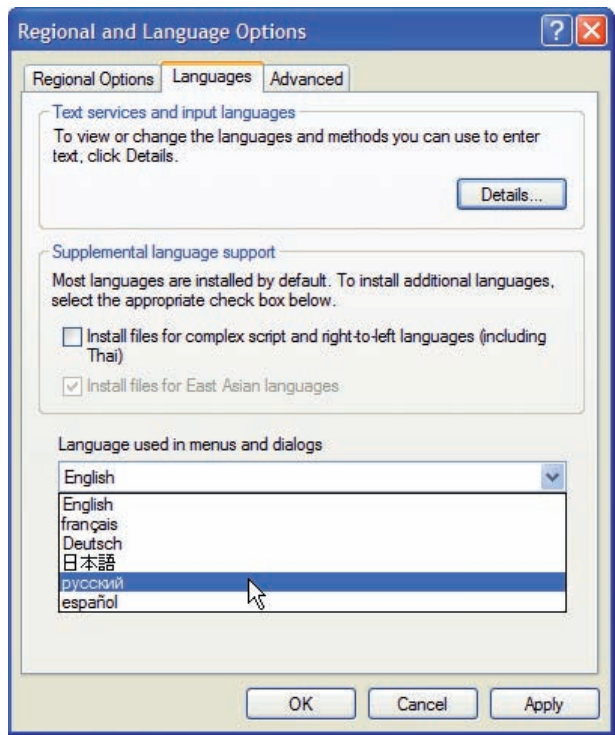 Regional and Language Options
Regional Options Languages Advanced
Text services and input languages
To view or change the languages and methods you can use to enter
text, click Details.
Details...
Supplemental language support
Most languages are installed by default. To install additional languages,
select the appropriate check box below.
Install files for complex script and right-to-left languages (including
Thai)
Install files for East Asian languages
Language used in menus and dialogs
English
English
français
Deutsch
日本語
русский
español
OK Cancel Apply